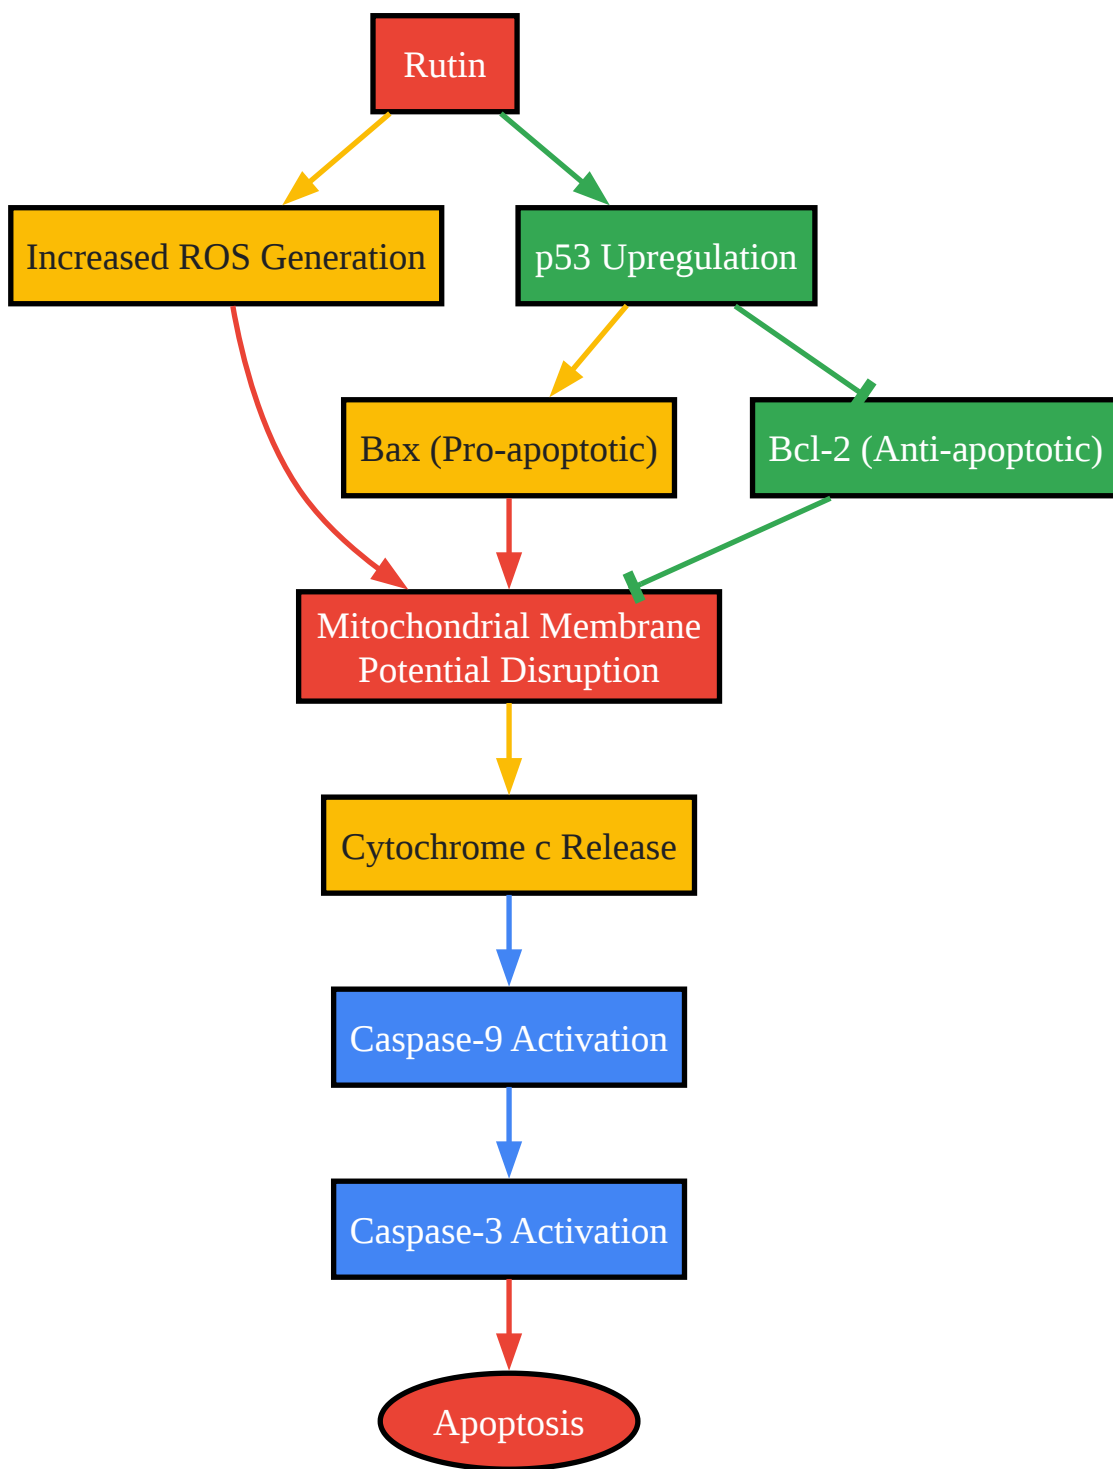 Rutin
Increased ROS Generation
p53 Upregulation
Bax (Pro-apoptotic)
Bcl-2 (Anti-apoptotic)
Mitochondrial Membrane
Potential Disruption
Cytochrome c Release
Caspase-9 Activation
Caspase-3 Activation
Apoptosis